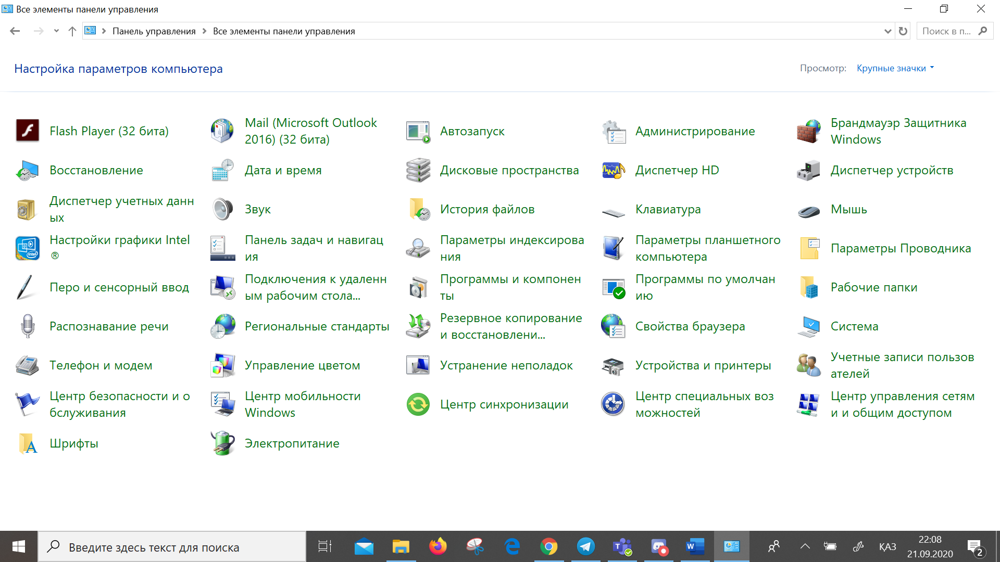 Все элементы панели управления
Панель управления
Все элементы панели управления
Поиск в п...
Настройка параметров компьютера
Просмотр:
Крупные значки
Flash Player (32 бита)
Mail (Microsoft Outlook
2016) (32 бита)
Автозапуск
Администрирование
Брандмауэр Защитника
Windows
Восстановление
Дата и время
Дисковые пространства
Диспетчер HD
Диспетчер устройств
Диспетчер учетных данн
ых
Звук
История файлов
Клавиатура
Мышь
Настройки графики Intel
®
Панель задач и навигац
ия
Параметры индексирова
ния
Параметры планшетного
компьютера
Параметры Проводника
Перо и сенсорный ввод
Подключения к удаленн
ым рабочим стола...
Программы и компонен
ты
Программы по умолчан
ию
Рабочие папки
Распознавание речи
Региональные стандарты
Резервное копирование
и восстановлени...
Свойства браузера
Система
Телефон и модем
Управление цветом
Устранение неполадок
Устройства и принтеры
Учетные записи пользов
ателей
Центр безопасности и о
бслуживания
Центр мобильности
Windows
Центр синхронизации
Центр специальных воз
можностей
Центр управления сетям
и и общим доступом
Шрифты
Электропитание
Введите здесь текст для поиска
ҚАЗ
22:08
21.09.2020
2